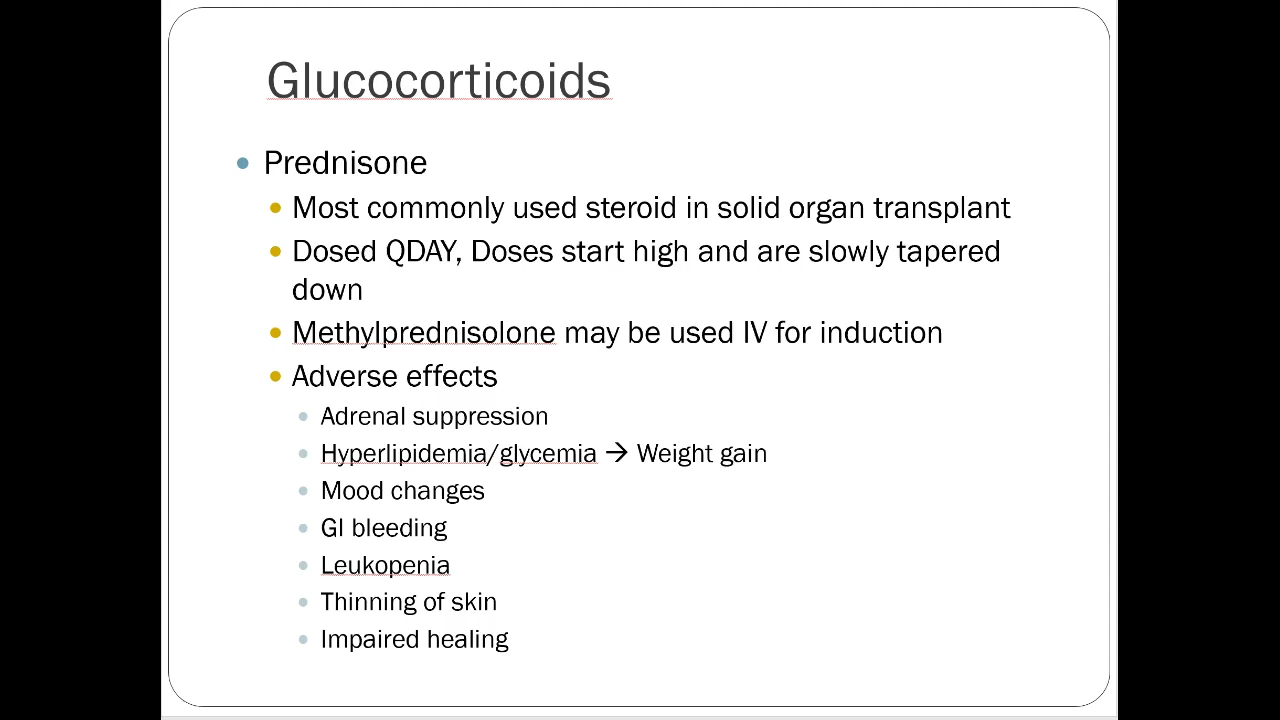 Glucocorticoids
Prednisone
Most commonly used steroid in solid organ transplant
Dosed QDAY, Doses start high and are slowly tapered
down
Methylprednisolone may be used IV for induction
Adverse effects
Adrenal suppression
Hyperlipidemia/glycemia → Weight gain
Mood changes
GI bleeding
Leukopenia
Thinning of skin
Impaired healing